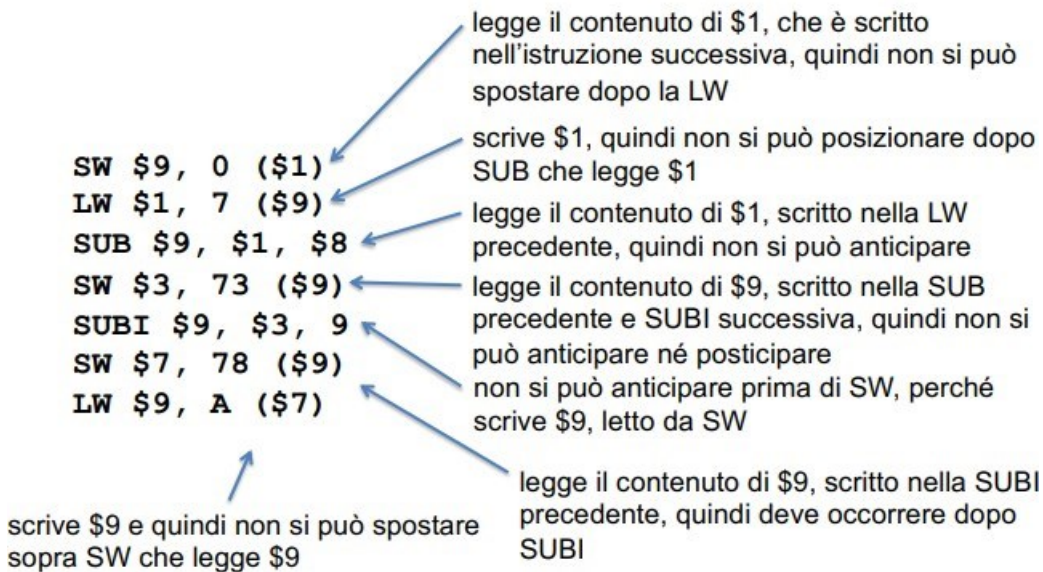 legge il contenuto di $1, che è scritto
nell'istruzione successiva, quindi non si può
spostare dopo la LW
scrive $1, quindi non si può posizionare dopo
SUB che legge $1
legge il contenuto di $1, scritto nella LW
precedente, quindi non si può anticipare
legge il contenuto di $9, scritto nella SUB
precedente e SUBI successiva, quindi non si
può anticipare né posticipare
non si può anticipare prima di SW, perché
scrive $9, letto da SW
legge il contenuto di $9, scritto nella SUBI
precedente, quindi deve occorrere dopo
SUBI
SW $9, 0 ($1)
LW $1, 7 ($9)
SUB $9, $1, $8
SW $3, 73 ($9)
SUBI $9, $3, 9
SW $7, 78 ($9)
LW $9, A ($7)
scrive $9 e quindi non si può spostare
sopra SW che legge $9